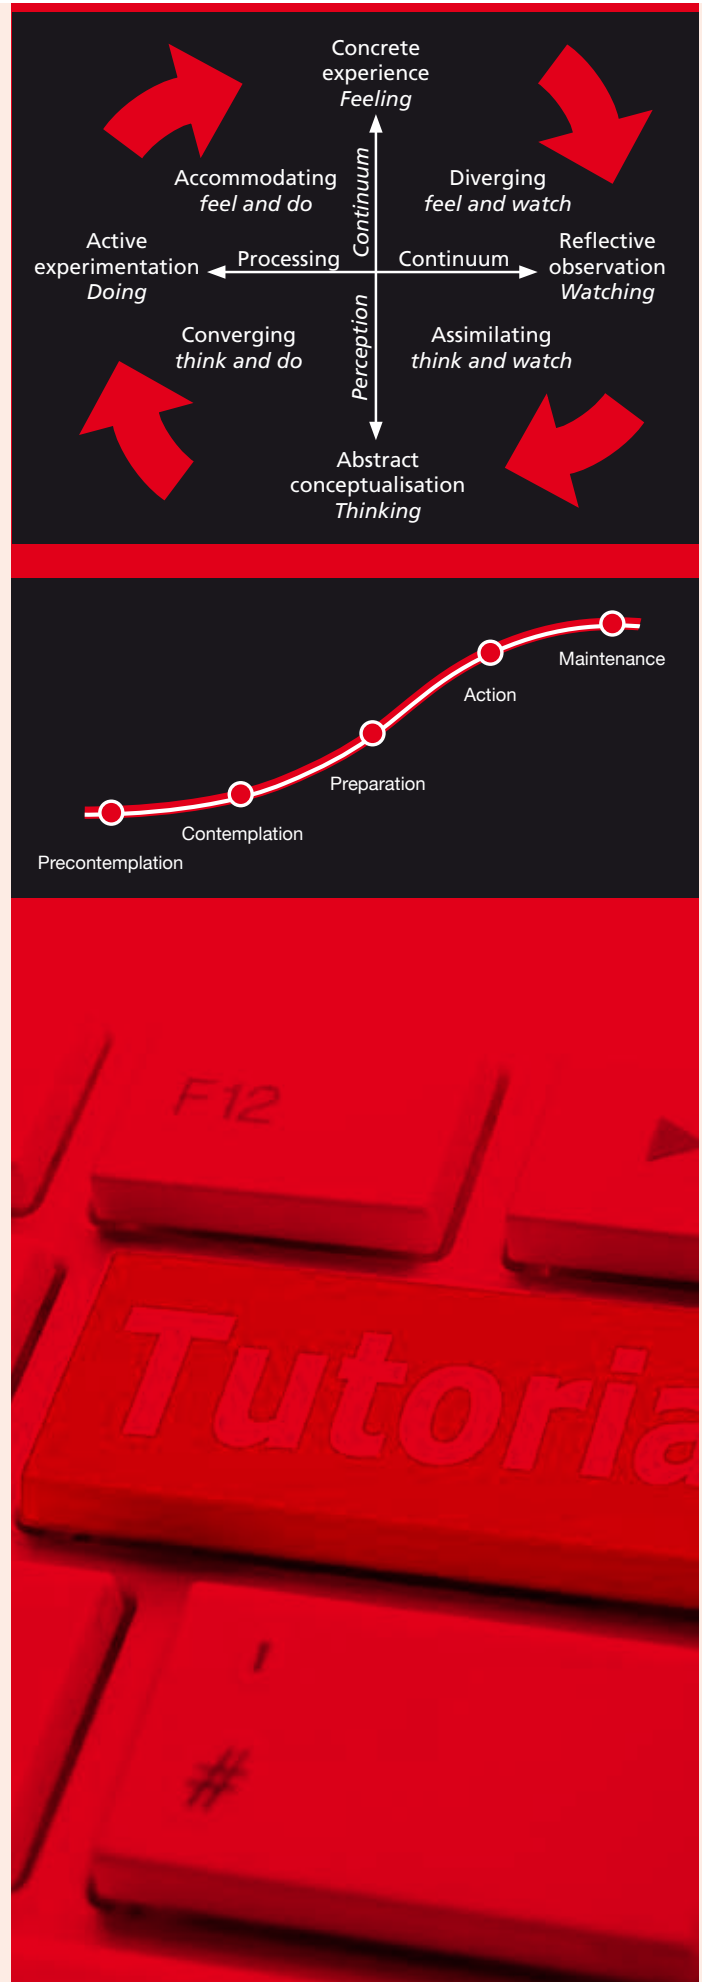 Concrete
experience
Feeling
Accommodating
feel and do
Continuum
Diverging
feel and watch
Active
experimentation
Doing
Processing
Continuum
Reflective
observation
Watching
Converging
think and do
Perception
Assimilating
think and watch
Abstract
conceptualisation
Thinking
Maintenance
Action
Preparation
Contemplation
Precontemplation
F12
Tutoria
'
#